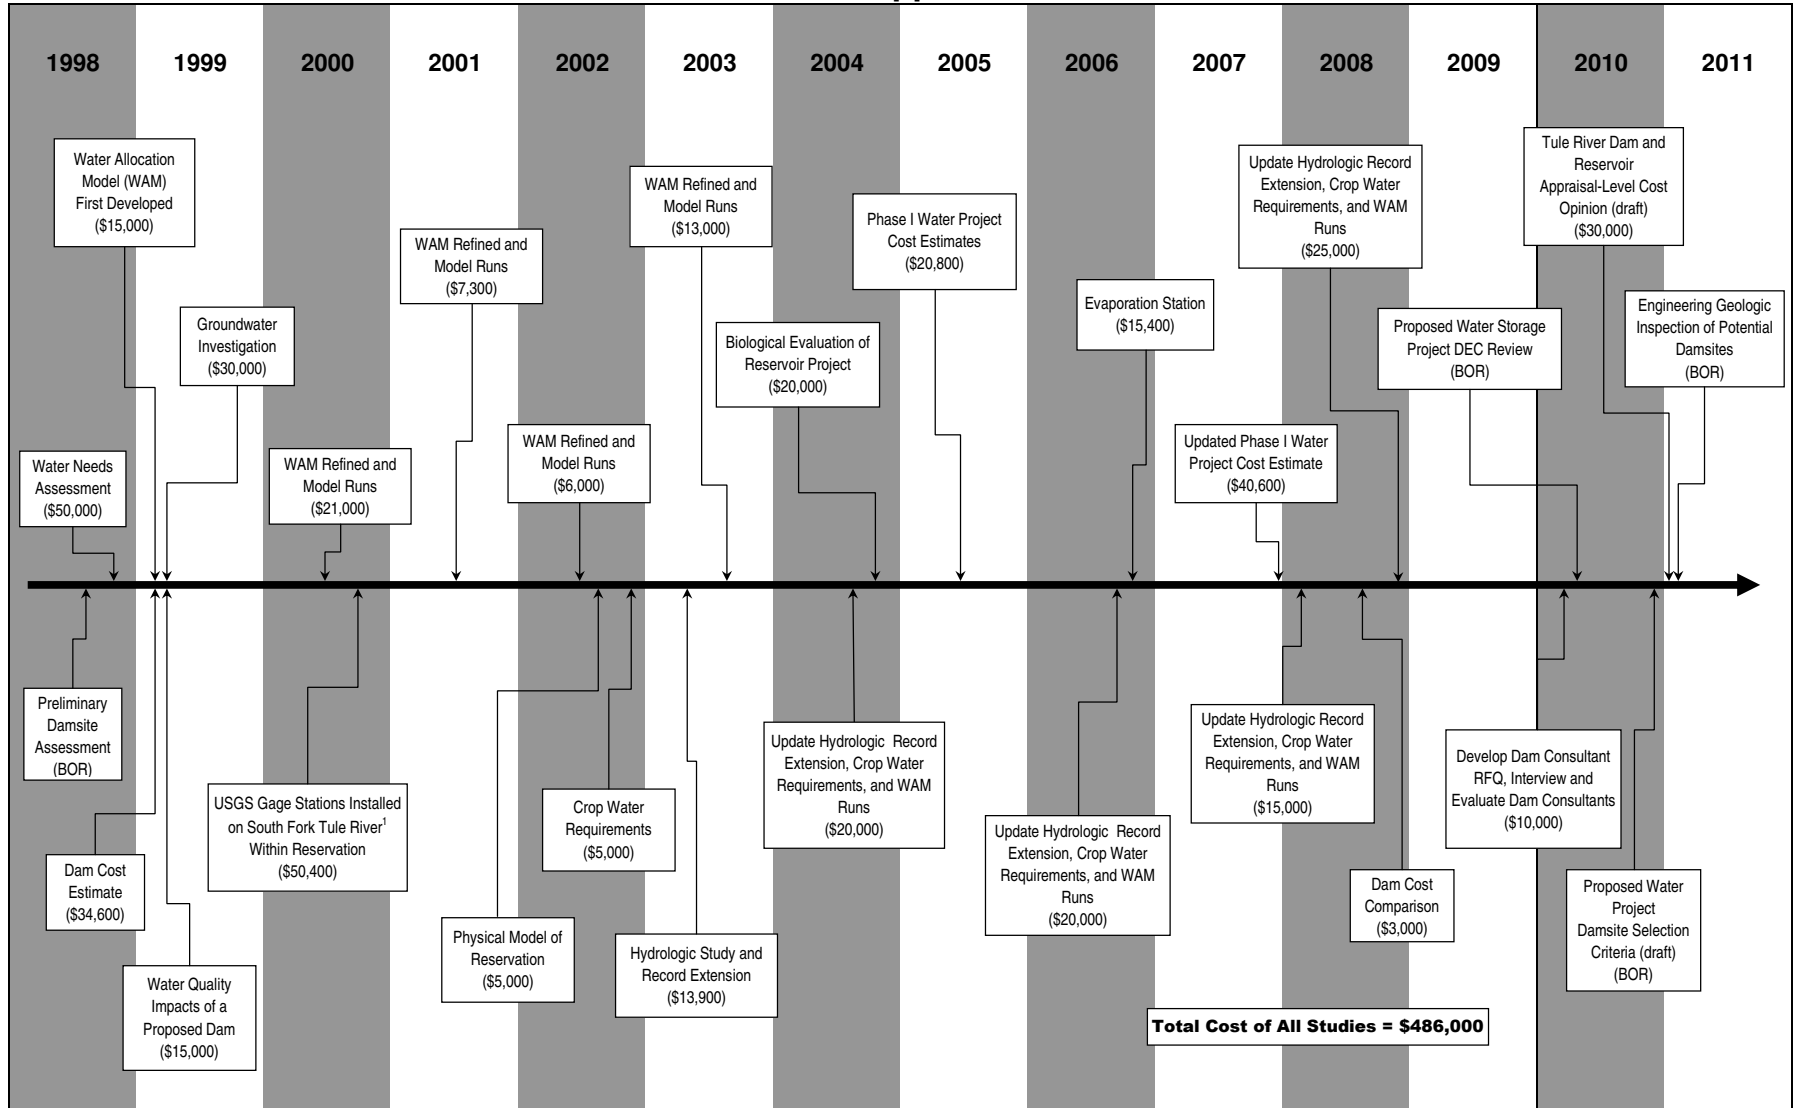 1998
1999
2000
2001
2002
2003
2004
2005
2006
2007
2008
2009
2010
2011
Water Allocation
Model (WAM)
First Developed
($15,000)
Groundwater
Investigation
($30,000)
Water Needs
Assessment
($50,000)
WAM Refined and
Model Runs
($21,000)
WAM Refined and
Model Runs
($7,300)
WAM Refined and
Model Runs
($6,000)
WAM Refined and
Model Runs
($13,000)
Biological Evaluation of
Reservoir Project
($20,000)
Phase I Water Project
Cost Estimates
($20,800)
Evaporation Station
($15,400)
Updated Phase I Water
Project Cost Estimate
($40,600)
Update Hydrologic Record
Extension, Crop Water
Requirements, and WAM
Runs
($25,000)
Proposed Water Storage
Project DEC Review
(BOR)
Tule River Dam and
Reservoir
Appraisal-Level Cost
Opinion (draft)
($30,000)
Engineering Geologic
Inspection of Potential
Damsites
(BOR)
Preliminary
Damsite
Assessment
(BOR)
Dam Cost
Estimate
($34,600)
Water Quality
Impacts of a
Proposed Dam
($15,000)
USGS Gage Stations Installed
on South Fork Tule River¹
Within Reservation
($50,400)
Physical Model of
Reservation
($5,000)
Crop Water
Requirements
($5,000)
Hydrologic Study and
Record Extension
($13,900)
Update Hydrologic Record
Extension, Crop Water
Requirements, and WAM
Runs
($20,000)
Update Hydrologic Record
Extension, Crop Water
Requirements, and WAM
Runs
($20,000)
Update Hydrologic Record
Extension, Crop Water
Requirements, and WAM
Runs
($15,000)
Dam Cost
Comparison
($3,000)
Develop Dam Consultant
RFQ, Interview and
Evaluate Dam Consultants
($10,000)
Proposed Water
Project
Damsite Selection
Criteria (draft)
(BOR)
Total Cost of All Studies = $486,000